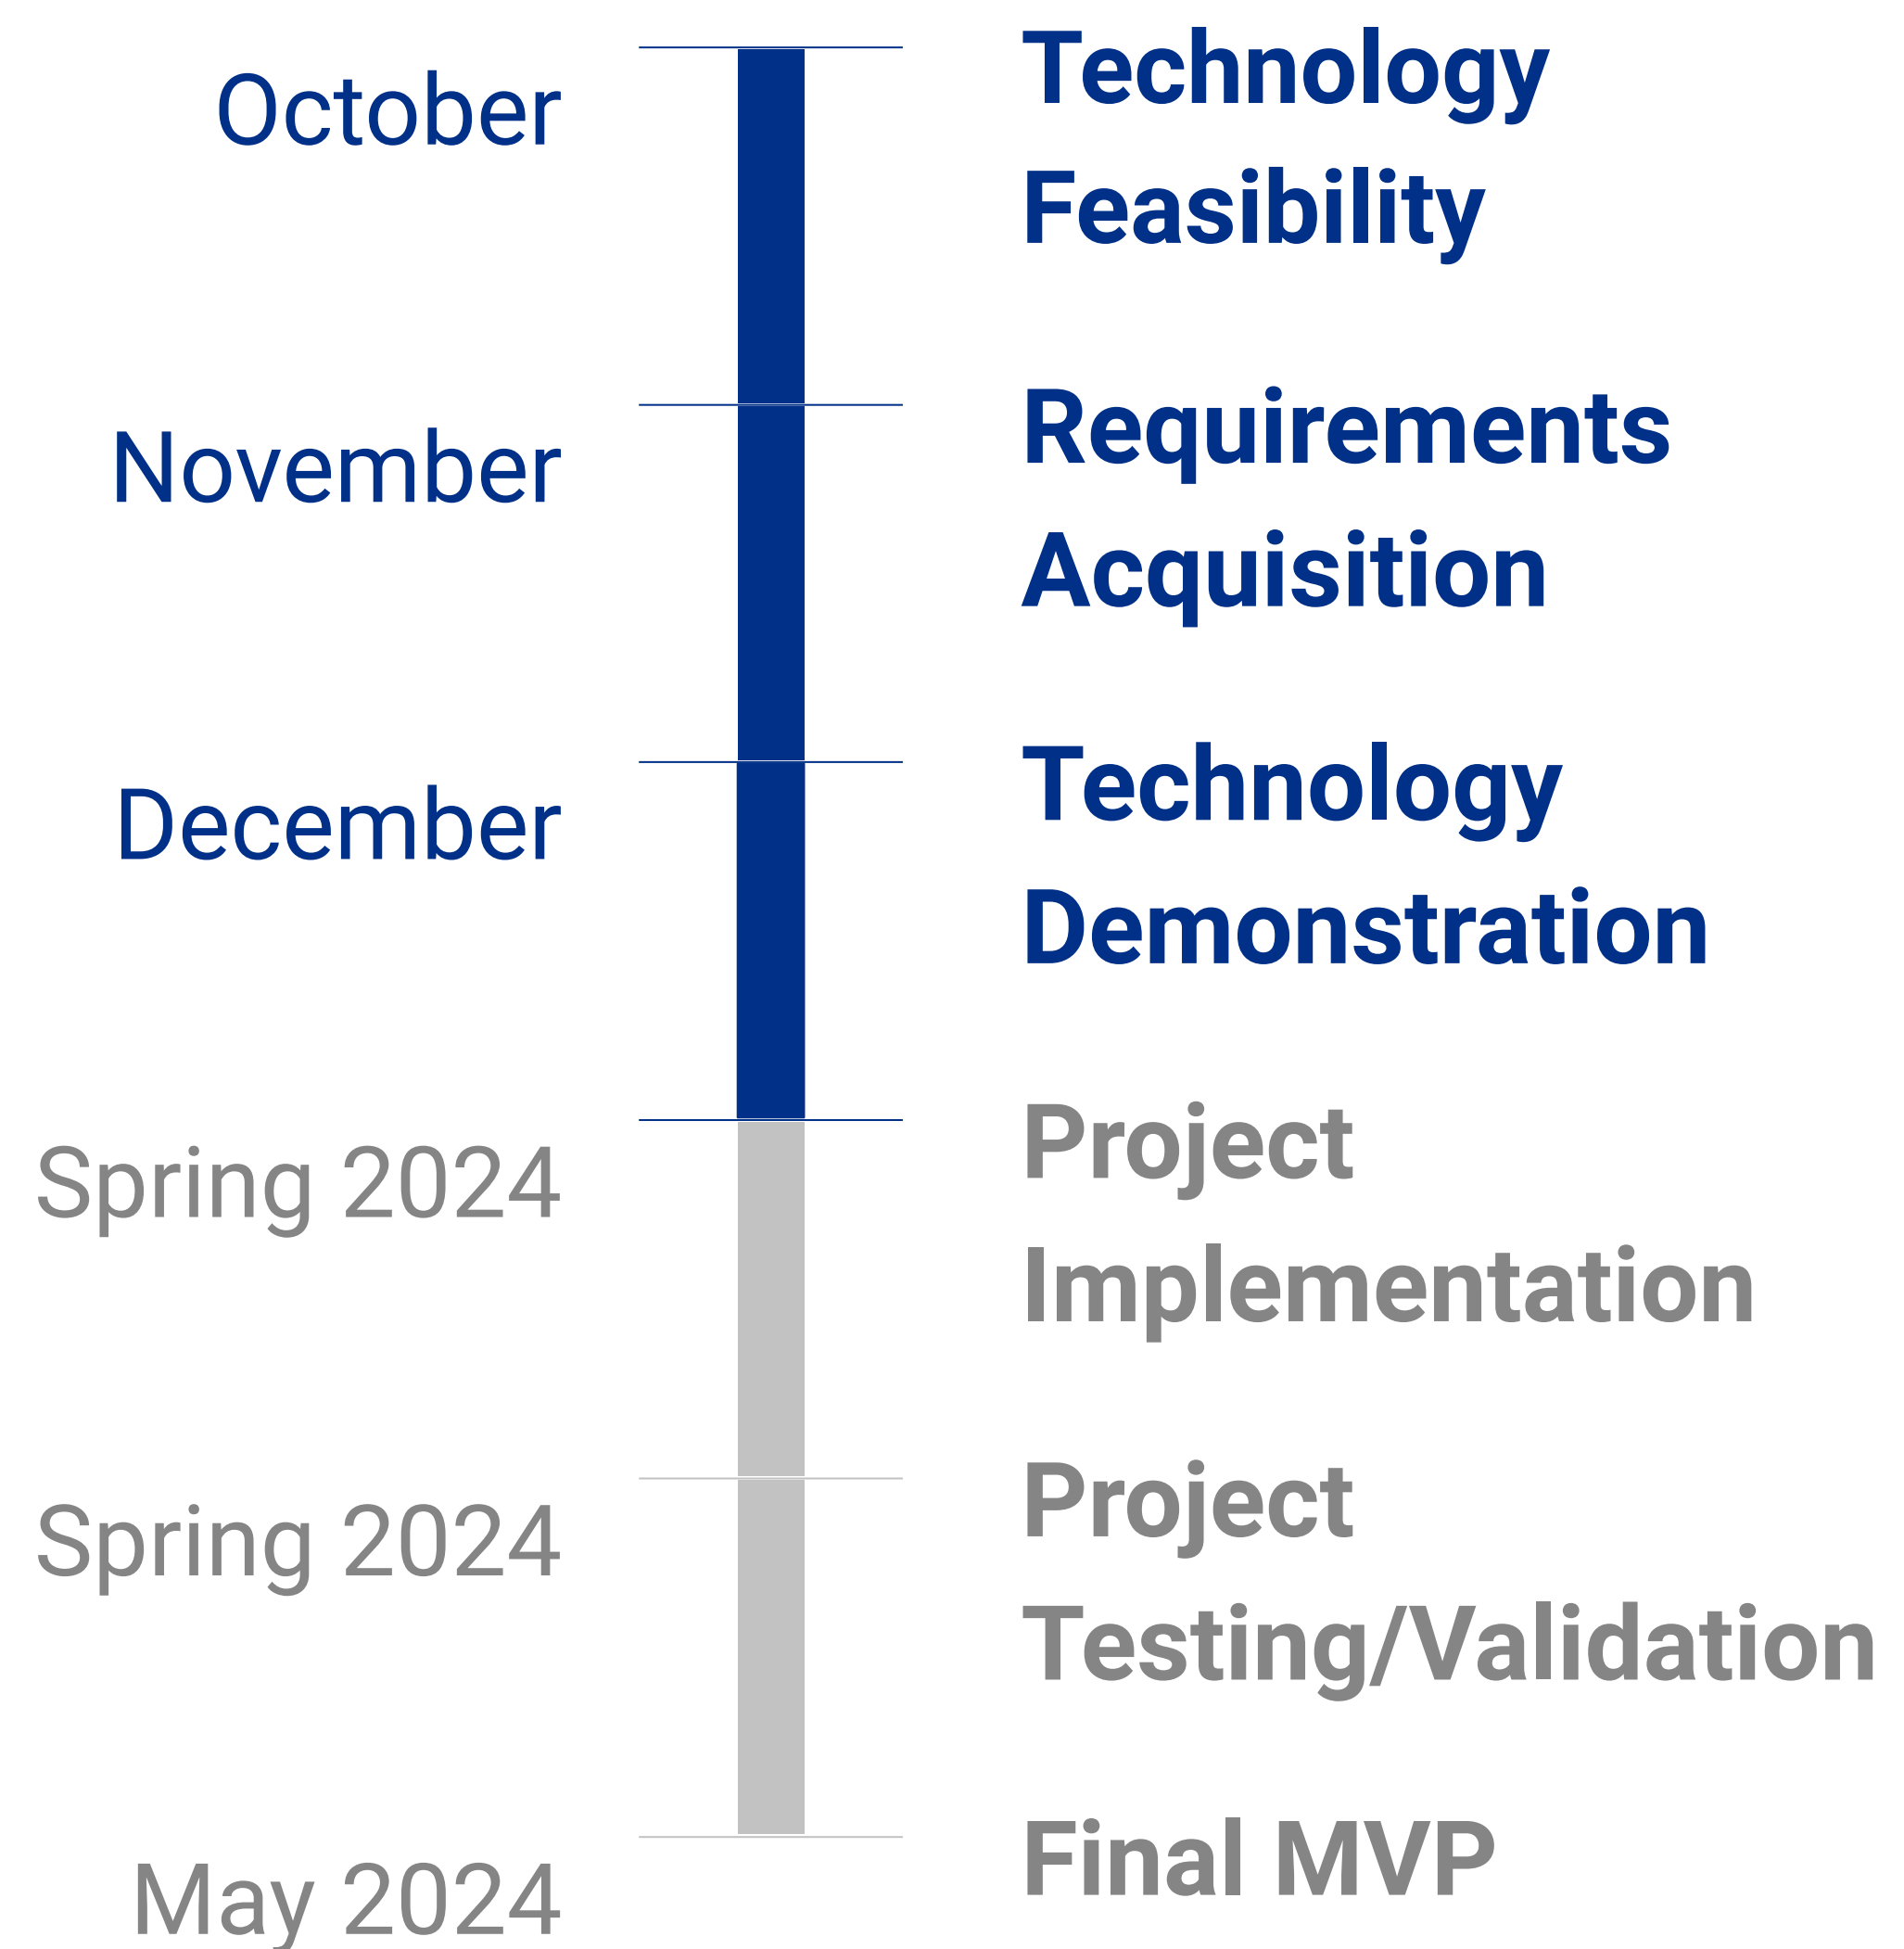 October
Technology
Feasibility
November
Requirements
Acquisition
December
Technology
Demonstration
Spring 2024
Project
Implementation
Spring 2024
Project
Testing/Validation
May 2024
Final MVP